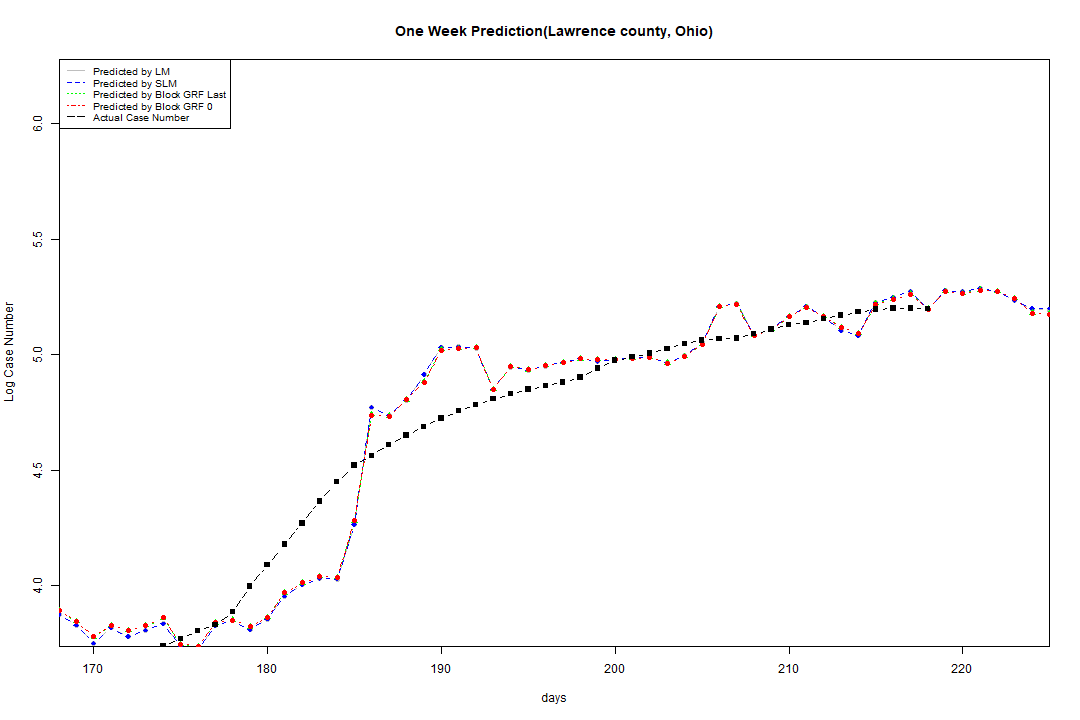 One Week Prediction(Lawrence county, Ohio)
Predicted by LM
Predicted by SLM
Predicted by Block GRF Last
Predicted by Block GRF 0
Actual Case Number
6.0
5.5
5.0
4.5
4.0
Log Case Number
170 180 190 200 210 220
days